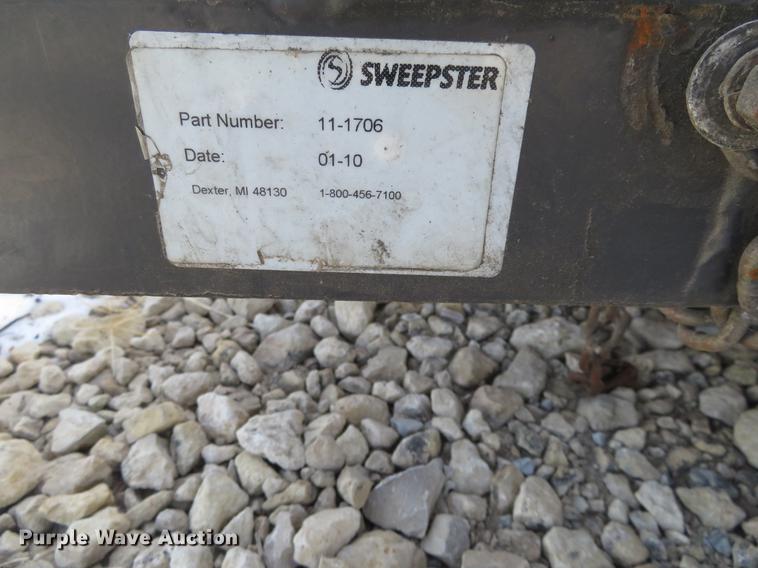 SWEEPSTER
Part Number: 11-1706
Date: 01-10
Dexter, MI 48130 1-800-456-7100
Purple Wave Auction